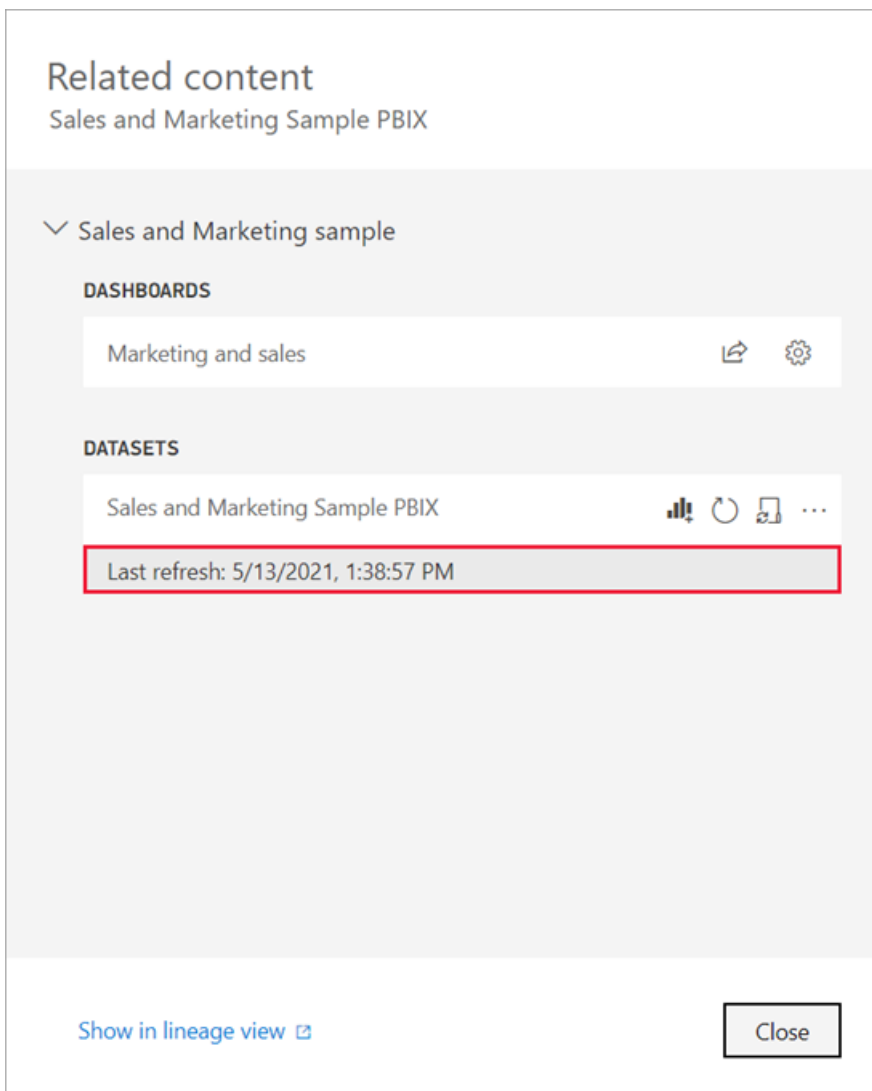 Related content
Sales and Marketing Sample PBIX
Sales and Marketing sample
DASHBOARDS
Marketing and sales
DATASETS
Sales and Marketing Sample PBIX
Last refresh: 5/13/2021, 1:38:57 PM
Show in lineage view
Close